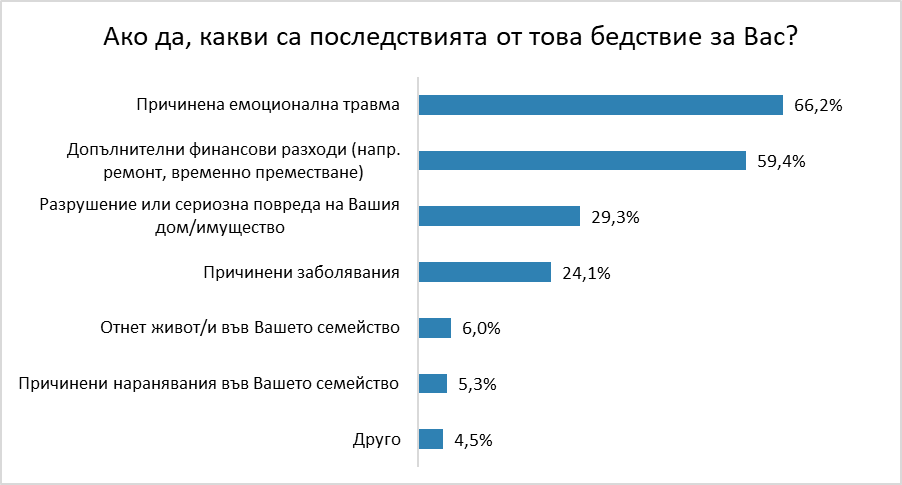 Ако да, какви са последствията от това бедствие за Вас?
Причинена емоционална травма
66,2%
Допълнителни финансови разходи (напр.
ремонт, временно преместване)
59,4%
Разрушение или сериозна повреда на Вашия
дом/имущество
29,3%
Причинени заболявания
24,1%
Отнет живот/и във Вашето семейство
6,0%
Причинени наранявания във Вашето семейство
5,3%
Друго
4,5%